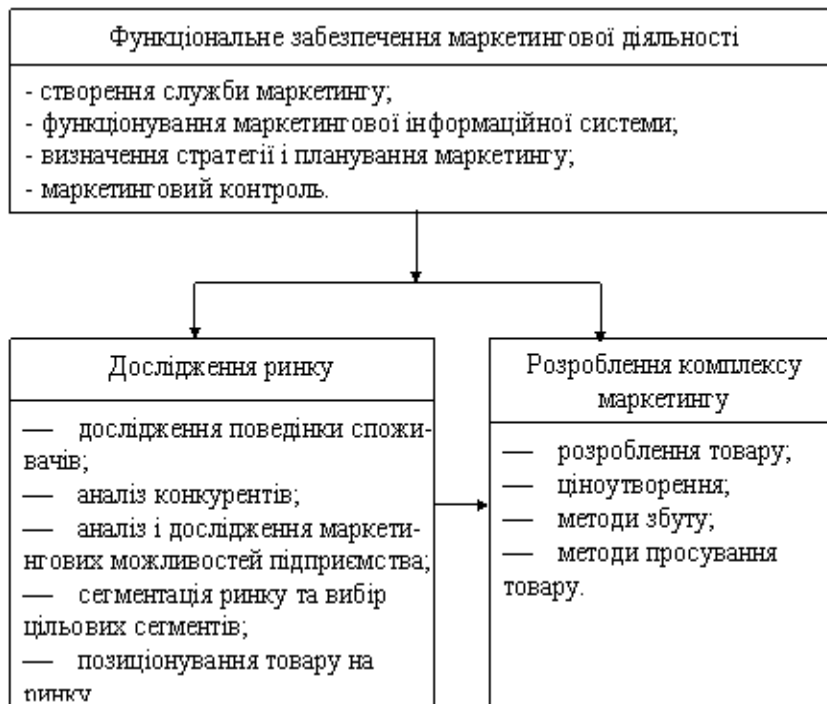 Функціональне забезпечення маркетингової діяльності
- створення служби маркетингу;
- функціонування маркетингової інформаційної системи;
- визначення стратегії і планування маркетингу;
- маркетинговий контроль.
Дослідження ринку
— дослідження поведінки спожи-
вачів;
— аналіз конкурентів;
— аналіз і дослідження маркети-
нгових можливостей підприємства;
— сегментація ринку та вибір
цільових сегментів;
— позиціонування товару на
ринку
Розроблення комплексу
маркетингу
— розроблення товару;
— ціноутворення;
— методи збуту;
— методи просування
товару.